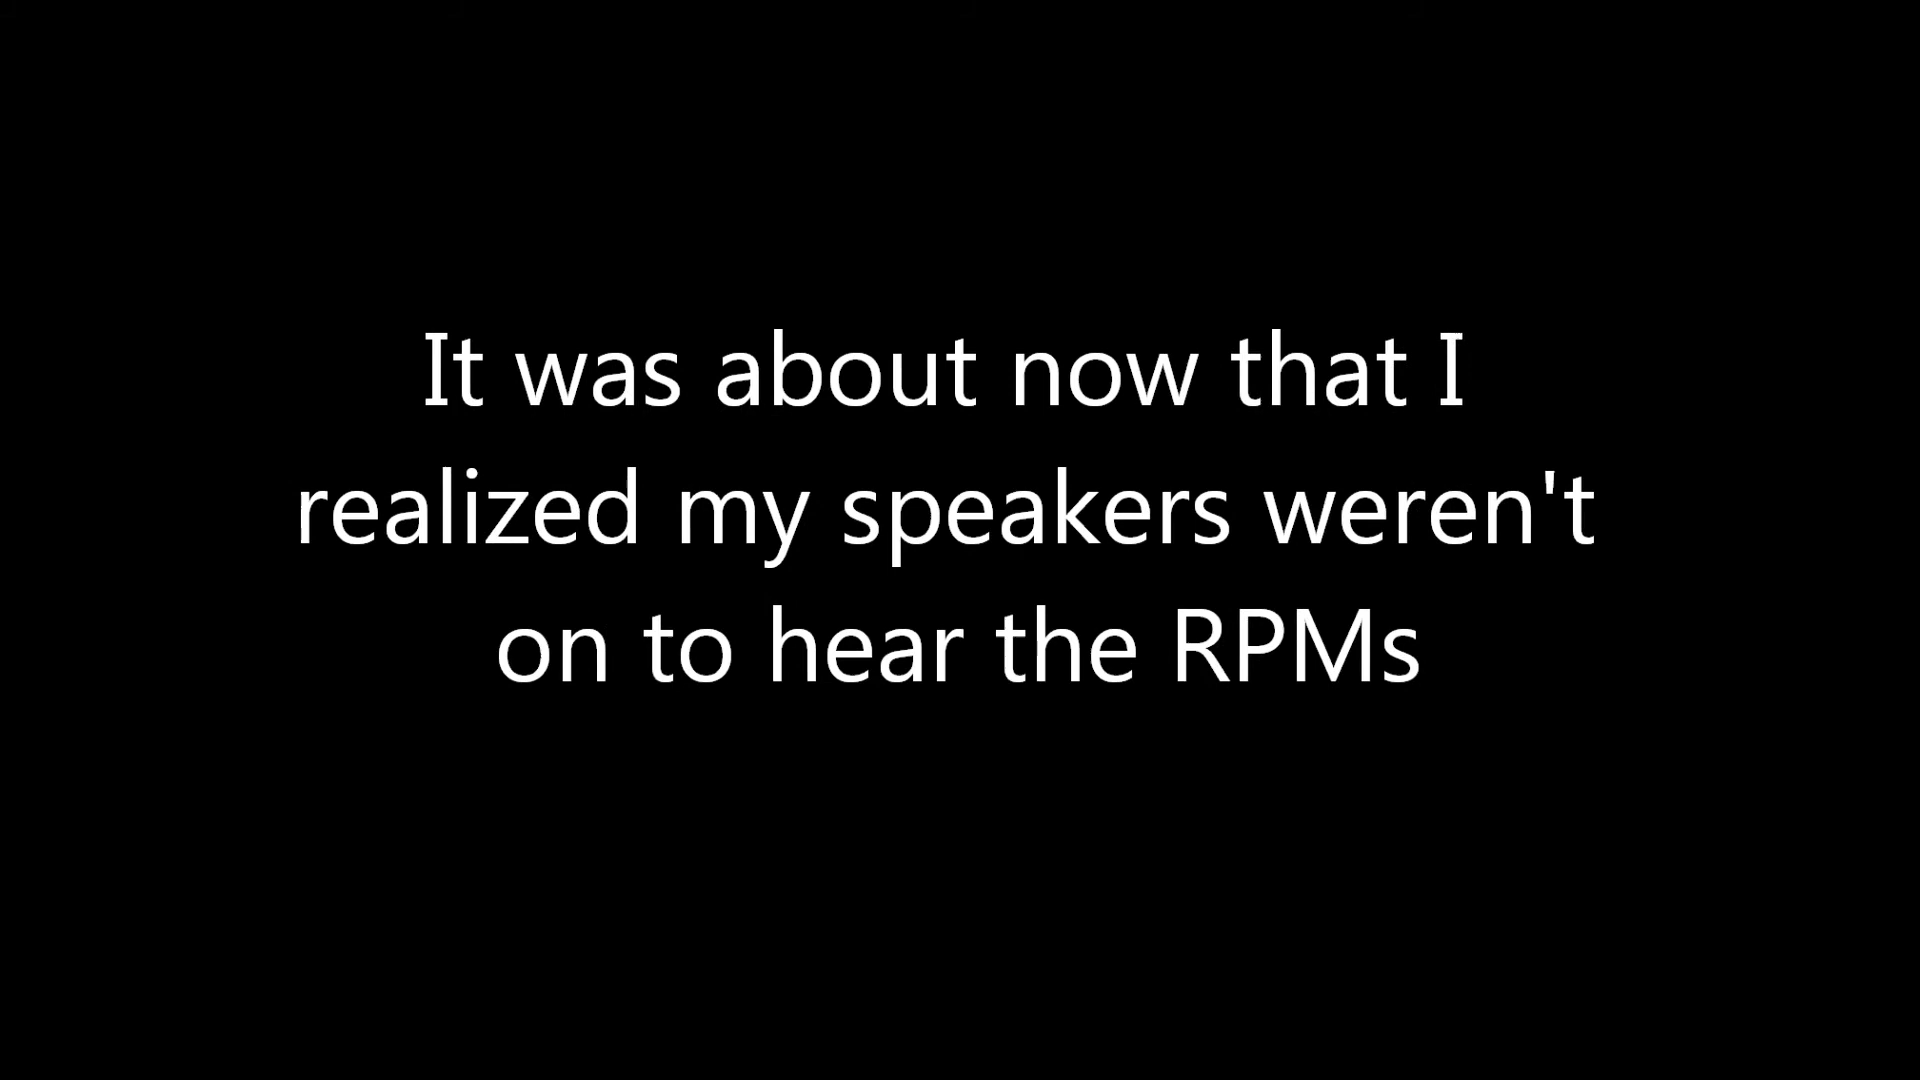 It was about now that I
realized my speakers weren't
on to hear the RPMs